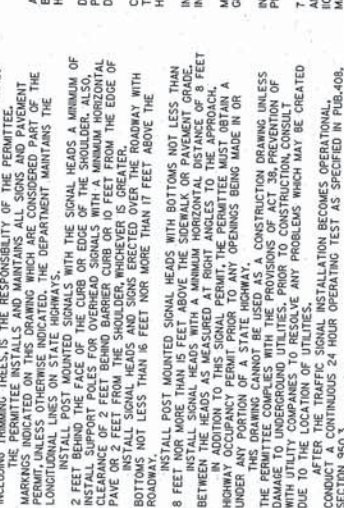 INCLUDING TRIMMING TREES, IS THE RESPONSIBILITY OF THE PERMITTEE.
THE PERMITTEE INSTALLS AND MAINTAINS ALL SIGNS AND PAVEMENT
MARKINGS INDICATED ON THIS DRAWING WHICH ARE CONSIDERED PART OF THE
PERMIT, UNLESS OTHERWISE INDICATED. THE DEPARTMENT MAINTAINS THE
LONGITUDINAL LINES ON STATE HIGHWAYS.
INSTALL POST MOUNTED SIGNALS WITH THE SIGNAL HEADS A MINIMUM OF
2 FEET BEHIND THE FACE OF THE CURB OR EDGE OF THE SHOULDER. ALSO,
INSTALL SUPPORT POLES FOR OVERHEAD SIGNALS WITH A MINIMUM HORIZONTAL
CLEARANCE OF 2 FEET BEHIND BARRIER CURB OR 10 FEET FROM THE EDGE OF
PAVE OR 2 FEET FROM THE SHOULDER, WHICHEVER IS GREATER.
INSTALL SIGNAL HEADS AND SIGNS ERECTED OVER THE ROADWAY WITH
BOTTOMS NOT LESS THAN 16 FEET NOR MORE THAN 17 FEET ABOVE THE
ROADWAY.
INSTALL POST MOUNTED SIGNAL HEADS WITH BOTTOMS NOT LESS THAN
8 FEET NOR MORE THAN 15 FEET ABOVE THE SIDEWALK OR PAVEMENT GRADE.
INSTALL SIGNAL HEADS WITH A MINIMUM HORIZONTAL DISTANCE OF 8 FEET
BETWEEN THE HEADS AS MEASURED AT RIGHT ANGLES TO THE APPROACH.
IN ADDITION TO THIS SIGNAL PERMIT, THE PERMITTEE MUST OBTAIN A
HIGHWAY OCCUPANCY PERMIT PRIOR TO ANY OPENINGS BEING MADE IN OR
UNDER ANY PORTION OF A STATE HIGHWAY.
THIS DRAWING CANNOT BE USED AS A CONSTRUCTION DRAWING UNLESS
THE PERMITTEE COMPLIES WITH THE PROVISIONS OF ACT 38, PREVENTION OF
DAMAGE TO UNDERGROUND UTILITIES. PRIOR TO CONSTRUCTION, CONSULT
WITH UTILITY COMPANIES TO RESOLVE ANY PROBLEMS WHICH MAY BE CREATED
DUE TO THE LOCATION OF UTILITIES.
AFTER THE TRAFFIC SIGNAL INSTALLATION BECOMES OPERATIONAL,
CONDUCT A CONTINUOUS 24 HOUR OPERATING TEST AS SPECIFIED IN PUB.408,
SECTION 950.3